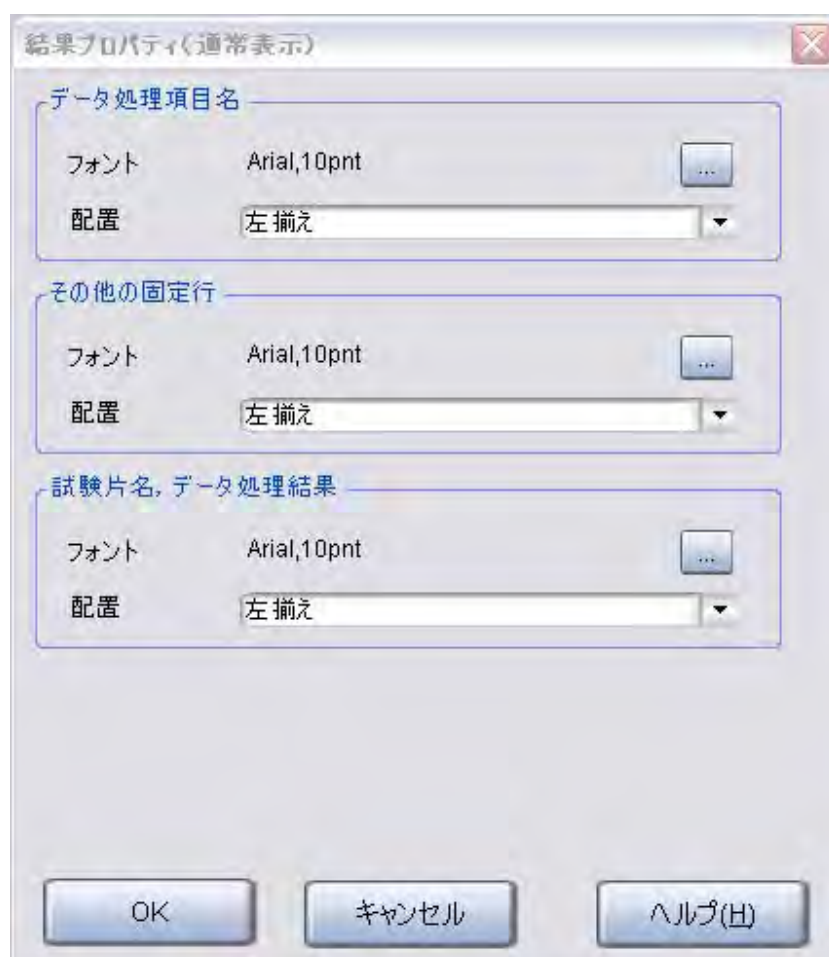 結果プロパティ(通常表示)
データ処理項目名
フォント Arial,10pnt ...
配置 左揃え
その他の固定行
フォント Arial,10pnt ...
配置 左揃え
試験片名, データ処理結果
フォント Arial,10pnt ...
配置 左揃え
OK キャンセル ヘルプ(H)